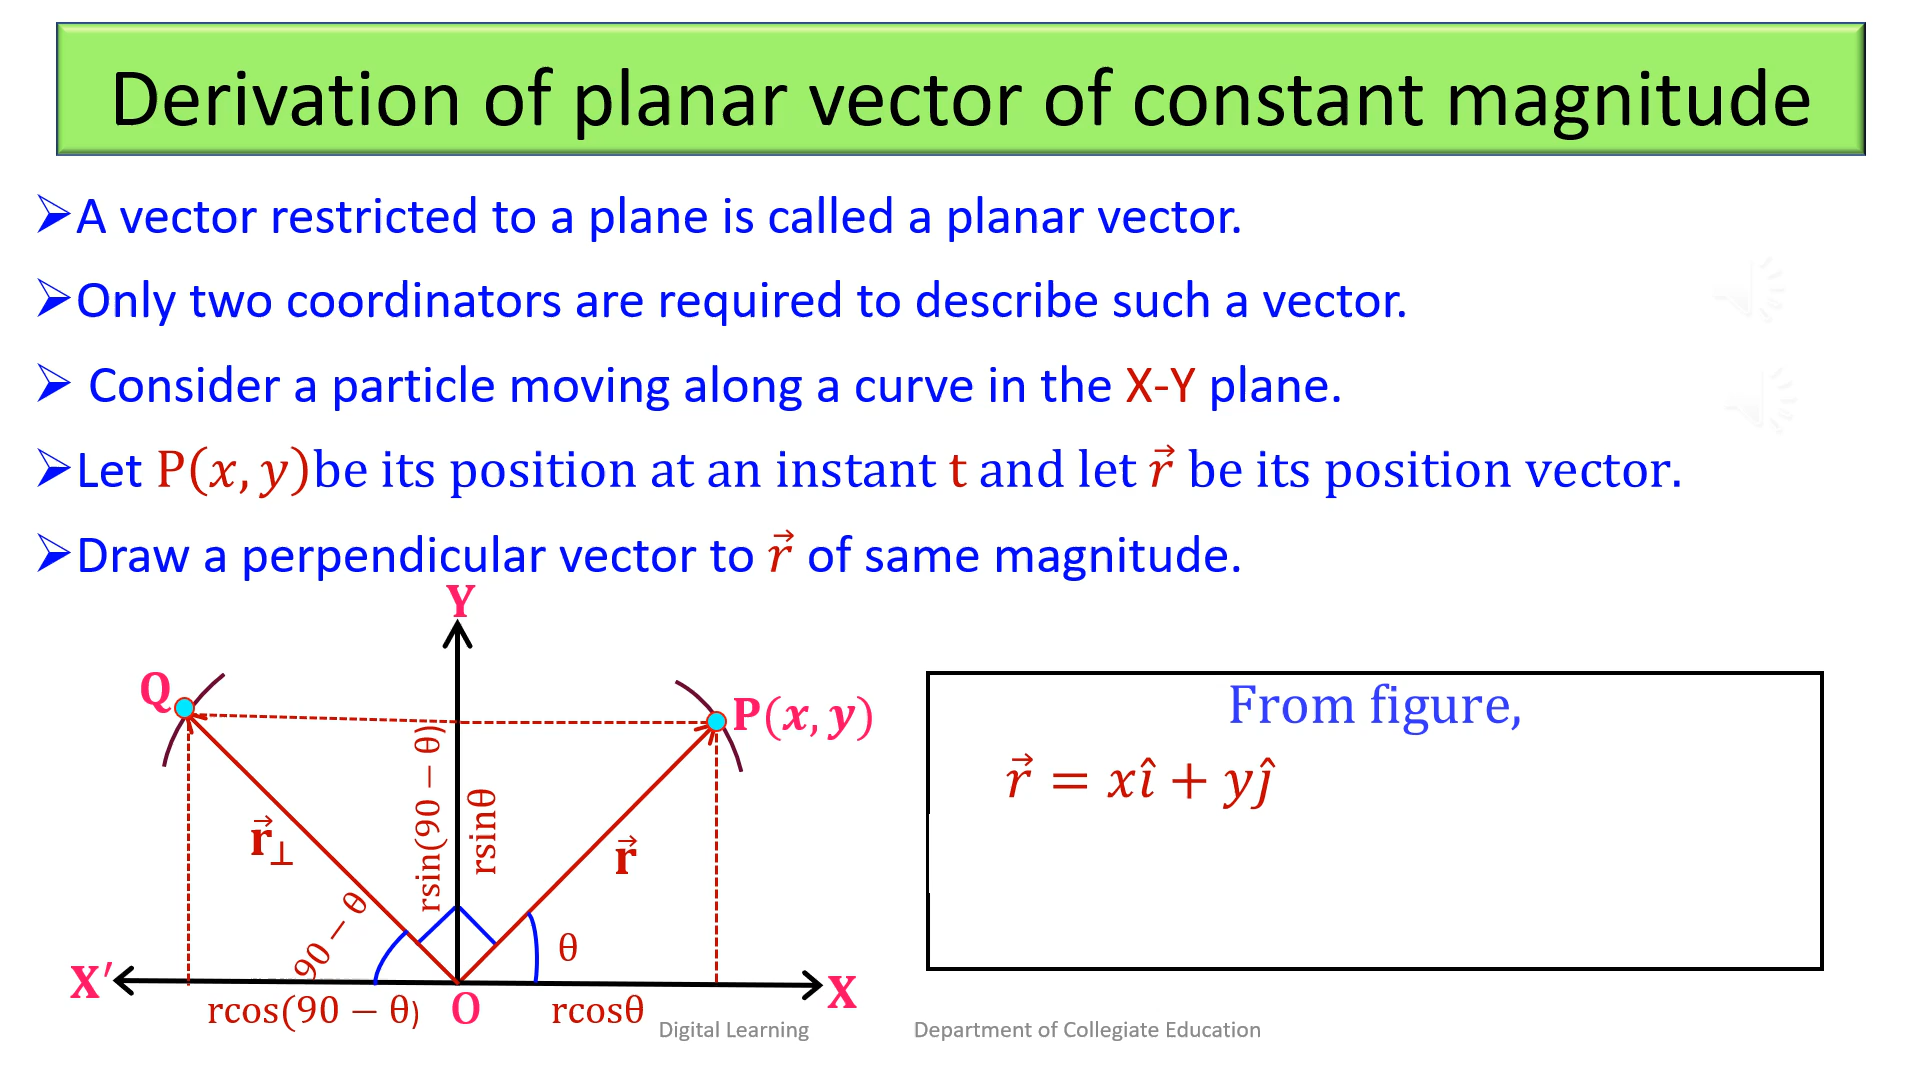 Derivation of planar vector of constant magnitude
➢A vector restricted to a plane is called a planar vector.
➢Only two coordinators are required to describe such a vector.
➢ Consider a particle moving along a curve in the X-Y plane.
➢Let P(x, y)be its position at an instant t and let r⃗ be its position vector.
➢Draw a perpendicular vector to r⃗ of same magnitude.
Y
Q
P(x, y)
rsin(90 − θ)
rsinθ
r⃗⊥
r⃗
90 − θ
θ
X′
X
rcos(90 − θ)
O
rcosθ
From figure,
r⃗ = xî + yĵ
Digital Learning
Department of Collegiate Education